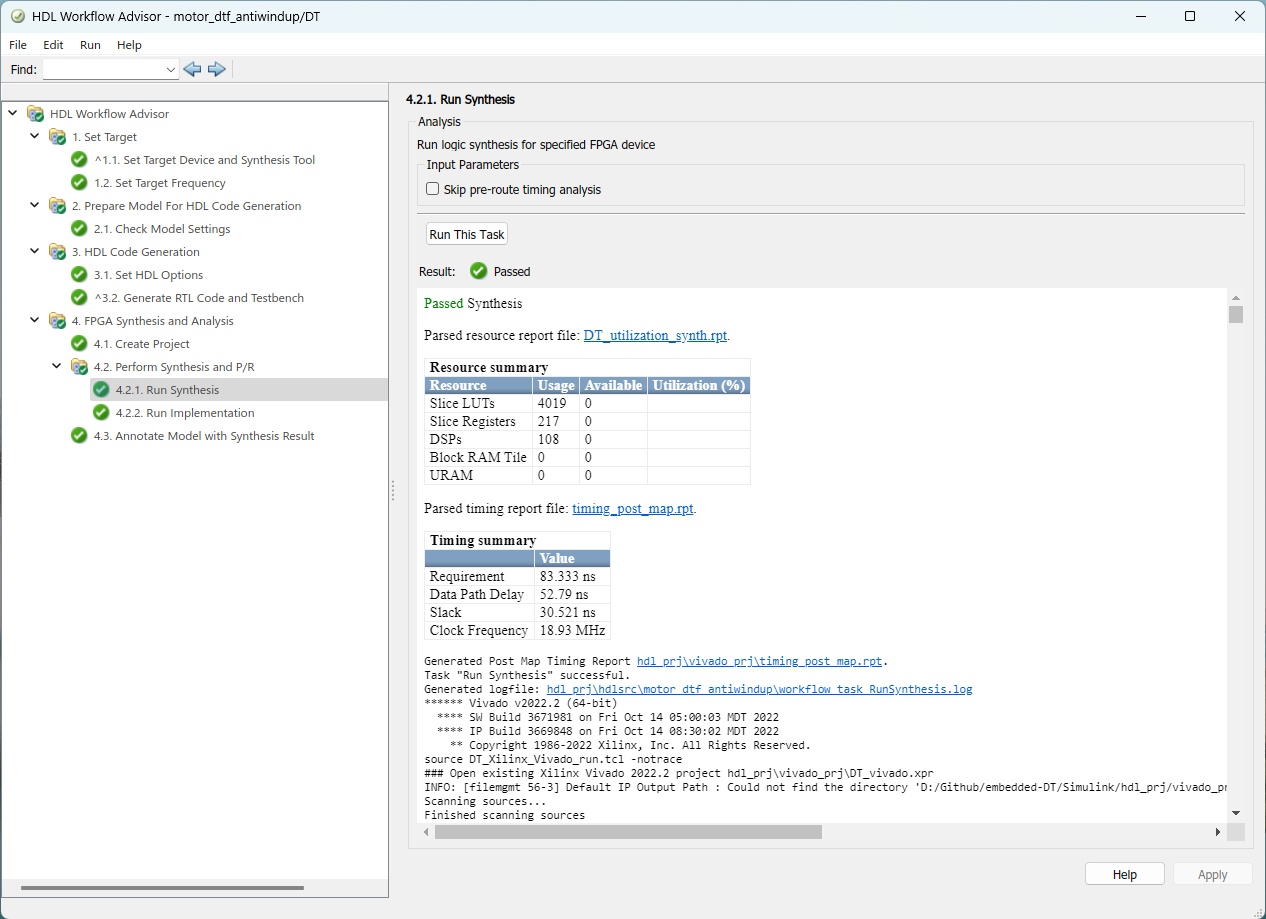 HDL Workflow Advisor - motor_dtf_antiwindup/DT
File Edit Run Help
Find:
HDL Workflow Advisor
1. Set Target
^1.1. Set Target Device and Synthesis Tool
1.2. Set Target Frequency
2. Prepare Model For HDL Code Generation
2.1. Check Model Settings
3. HDL Code Generation
3.1. Set HDL Options
^3.2. Generate RTL Code and Testbench
4. FPGA Synthesis and Analysis
4.1. Create Project
4.2. Perform Synthesis and P/R
4.2.1. Run Synthesis
4.2.2. Run Implementation
4.3. Annotate Model with Synthesis Result
4.2.1. Run Synthesis
Analysis
Run logic synthesis for specified FPGA device
Input Parameters
Skip pre-route timing analysis
Run This Task
Result: Passed
Passed Synthesis
Parsed resource report file: DT_utilization_synth.rpt.
Resource summary
Resource Usage Available Utilization (%)
Slice LUTs 4019 0
Slice Registers 217 0
DSPs 108 0
Block RAM Tile 0 0
URAM 0 0
Parsed timing report file: timing_post_map.rpt.
Timing summary
Value
Requirement 83.333 ns
Data Path Delay 52.79 ns
Slack 30.521 ns
Clock Frequency 18.93 MHz
Generated Post Map Timing Report hdl_prj\vivado_prj\timing_post_map.rpt.
Task "Run Synthesis" successful.
Generated logfile: hdl_prj\hdlsrc\motor_dtf_antiwindup\workflow_task_RunSynthesis.log
****** Vivado v2022.2 (64-bit)
**** SW Build 3671981 on Fri Oct 14 05:00:03 MDT 2022
**** IP Build 3669848 on Fri Oct 14 08:30:02 MDT 2022
** Copyright 1986-2022 Xilinx, Inc. All Rights Reserved.
source DT_Xilinx_Vivado_run.tcl -notrace
### Open existing Xilinx Vivado 2022.2 project hdl_prj\vivado_prj\DT_vivado.xpr
INFO: [filemgmt 56-3] Default IP Output Path : Could not find the directory 'D:/Github/embedded-DT/Simulink/hdl_prj/vivado_pr
Scanning sources...
Finished scanning sources
Help Apply